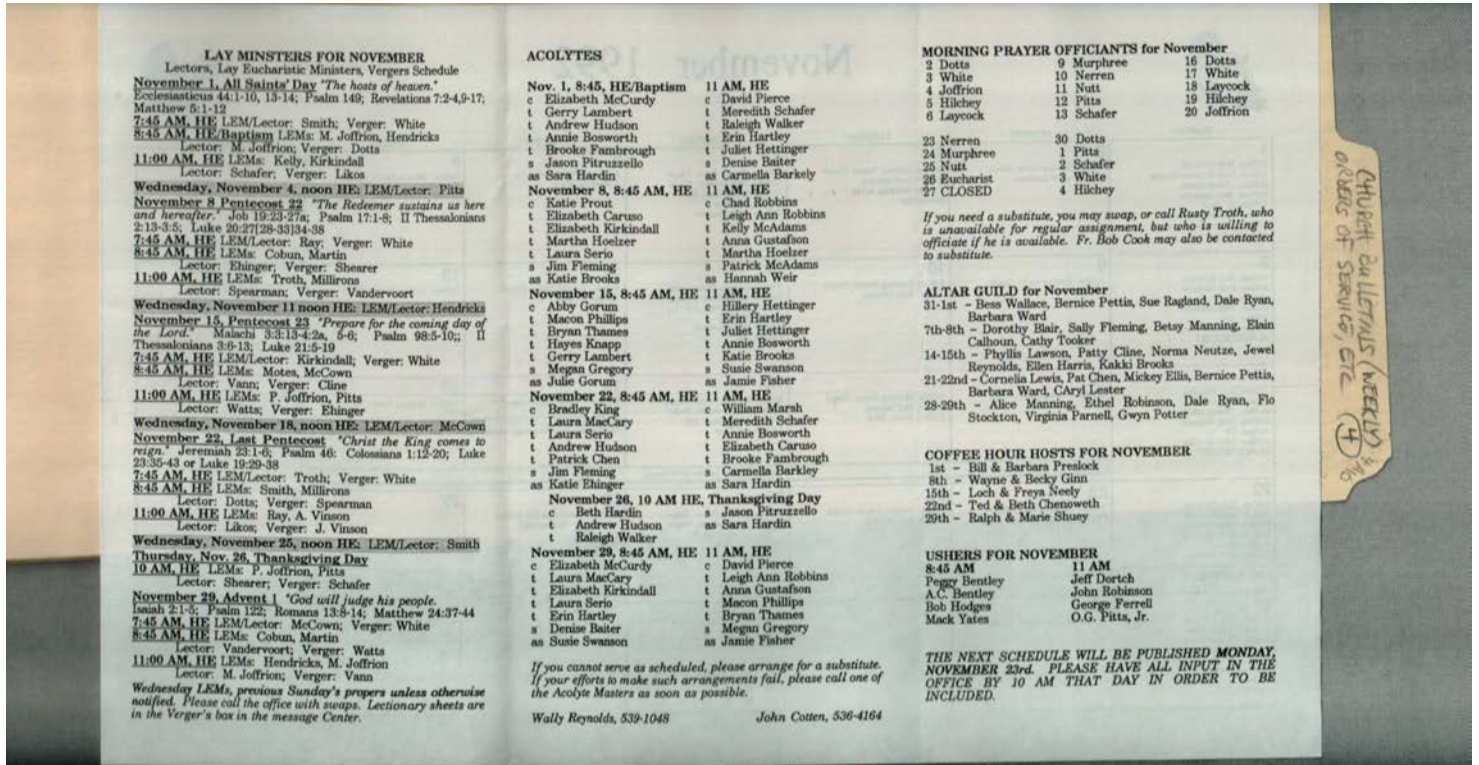 LAY MINSTERS FOR NOVEMBER
Lectors, Lay Eucharistic Ministers, Vergers Schedule
November 1, All Saints' Day "The hosts of heaven."
Ecclesiasticus 44:1-10, 13-14; Psalm 149; Revelations 7:2-4,9-17;
Matthew 5:1-12
7:45 AM, HE LEM/Lector: Smith; Verger: White
8:45 AM, HE/Baptism LEMs: M. Joffrion, Hendricks
Lector: M. Joffrion; Verger: Dotts
11:00 AM, HE LEMs: Kelly, Kirkindall
Lector: Schafer; Verger: Likos
Wednesday, November 4, noon HE: LEM/Lector: Pitta
November 8 Pentecost 22 "The Redeemer sustains us here
and hereafter." Job 19:23-27a; Psalm 17:1-8; II Thessalonians
2:13-3:5; Luke 20:27[28-33]34-38
7:45 AM, HE LEM/Lector: Ray; Verger: White
8:45 AM, HE LEMs: Cobun, Martin
Lector: Ehinger; Verger: Shearer
11:00 AM, HE LEMs: Troth, Millirons
Lector: Spearman; Verger: Vandervoort
Wednesday, November 11 noon HE: LEM/Lector: Hendricks
November 15, Pentecost 23 "Prepare for the coming day of
the Lord." Malachi 3:3:13-4:2a, 5-6; Psalm 98:5-10;; II
Thessalonians 3:6-13; Luke 21:5-19
7:45 AM, HE LEM/Lector: Kirkindall; Verger: White
8:45 AM, HE LEMs: Motes, McCown
Lector: Vann; Verger: Cline
11:00 AM, HE LEMs: P. Joffrion, Pitts
Lector: Watts; Verger: Ehinger
Wednesday, November 18, noon HE: LEM/Lector: McCown
November 22, Last Pentecost "Christ the King comes to
reign." Jeremiah 23:1-6; Psalm 46: Colossians 1:12-20; Luke
23:35-43 or Luke 19:29-38
7:45 AM, HE LEM/Lector: Troth; Verger: White
8:45 AM, HE LEMs: Smith, Millirons
Lector: Dotts; Verger: Spearman
11:00 AM, HE LEMs: Ray, A. Vinson
Lector: Likos; Verger: J. Vinson
Wednesday, November 25, noon HE: LEM/Lector: Smith
Thursday, Nov. 26, Thanksgiving Day
10 AM, HE LEMs: P. Joffrion, Pitts
Lector: Shearer; Verger: Schafer
November 29, Advent 1 "God will judge his people.
Isaiah 2:1-5; Psalm 122; Romans 13:8-14; Matthew 24:37-44
7:45 AM, HE LEM/Lector: McCown; Verger: White
8:45 AM, HE LEMs: Cobun, Martin
Lector: Vandervoort; Verger: Watts
11:00 AM, HE LEMs: Hendricks, M. Joffrion
Lector: M. Joffrion; Verger: Vann
Wednesday LEMs, previous Sunday's propers unless otherwise
notified. Please call the office with swaps. Lectionary sheets are
in the Verger's box in the message Center.
ACOLYTES
Nov. 1, 8:45, HE/Baptism 11 AM, HE
c Elizabeth McCurdy c David Pierce
t Gerry Lambert t Meredith Schafer
t Andrew Hudson t Raleigh Walker
t Annie Bosworth t Erin Hartley
t Brooke Fambrough t Juliet Hettinger
s Jason Pitruzzello s Denise Baiter
as Sara Hardin as Carmella Barkely
November 8, 8:45 AM, HE 11 AM, HE
c Katie Prout c Chad Robbins
t Elizabeth Caruso t Leigh Ann Robbins
t Elizabeth Kirkindall t Kelly McAdams
t Martha Hoelzer t Anna Gustafson
t Laura Serio t Martha Hoelzer
s Jim Fleming s Patrick McAdams
as Katie Brooks as Hannah Weir
November 15, 8:45 AM, HE 11 AM, HE
c Abby Gorum c Hillery Hettinger
t Macon Phillips t Erin Hartley
t Bryan Thames t Juliet Hettinger
t Hayes Knapp t Annie Bosworth
t Gerry Lambert t Katie Brooks
s Megan Gregory s Susie Swanson
as Julie Gorum as Jamie Fisher
November 22, 8:45 AM, HE 11 AM, HE
c Bradley King c William Marsh
t Laura MacCary t Meredith Schafer
t Laura Serio t Annie Bosworth
t Andrew Hudson t Elizabeth Caruso
t Patrick Chen t Brooke Fambrough
s Jim Fleming s Carmella Barkley
as Katie Ehinger as Sara Hardin
November 26, 10 AM HE, Thanksgiving Day
c Beth Hardin s Jason Pitruzzello
t Andrew Hudson as Sara Hardin
t Raleigh Walker
November 29, 8:45 AM, HE 11 AM, HE
c Elizabeth McCurdy c David Pierce
t Laura MacCary t Leigh Ann Robbins
t Elizabeth Kirkindall t Anna Gustafson
t Laura Serio t Macon Phillips
t Erin Hartley t Bryan Thames
s Denise Baiter s Megan Gregory
as Susie Swanson as Jamie Fisher
If you cannot serve as scheduled, please arrange for a substitute.
If your efforts to make such arrangements fail, please call one of
the Acolyte Masters as soon as possible.
Wally Reynolds, 539-1048 John Cotten, 536-4164
MORNING PRAYER OFFICIANTS for November
2 Dotts 9 Murphree 16 Dotts
3 White 10 Nerren 17 White
4 Joffrion 11 Nutt 18 Laycock
5 Hilchey 12 Pitta 19 Hilchey
6 Laycock 13 Schafer 20 Joffrion
23 Nerren 30 Dotts
24 Murphree 1 Pitts
25 Nutt 2 Schafer
26 Eucharist 3 White
27 CLOSED 4 Hilchey
If you need a substitute, you may swap, or call Rusty Troth, who
is unavailable for regular assignment, but who is willing to
officiate if he is available. Fr. Bob Cook may also be contacted
to substitute.
ALTAR GUILD for November
31-1st - Bess Wallace, Bernice Pettis, Sue Ragland, Dale Ryan,
Barbara Ward
7th-8th - Dorothy Blair, Sally Fleming, Betsy Manning, Elain
Calhoun, Cathy Tooker
14-15th - Phyllis Lawson, Patty Cline, Norma Neutze, Jewel
Reynolds, Ellen Harris, Kakki Brooks
21-22nd - Cornelia Lewis, Pat Chen, Mickey Ellis, Bernice Pettis,
Barbara Ward, CAryl Lester
28-29th - Alice Manning, Ethel Robinson, Dale Ryan, Flo
Stockton, Virginia Parnell, Gwyn Potter
COFFEE HOUR HOSTS FOR NOVEMBER
1st - Bill & Barbara Preslock
8th - Wayne & Becky Ginn
15th - Loch & Freya Neely
22nd - Ted & Beth Chenoweth
29th - Ralph & Marie Shuey
USHERS FOR NOVEMBER
8:45 AM 11 AM
Peggy Bentley Jeff Dortch
A.C. Bentley John Robinson
Bob Hodges George Ferrell
Mack Yates O.G. Pitts, Jr.
THE NEXT SCHEDULE WILL BE PUBLISHED MONDAY,
NOVEMBER 23rd. PLEASE HAVE ALL INPUT IN THE
OFFICE BY 10 AM THAT DAY IN ORDER TO BE
INCLUDED.
CHURCH BULLETINS (WEEKLY) &
ORDERS OF SERVICE, ETC (4)
November 1992